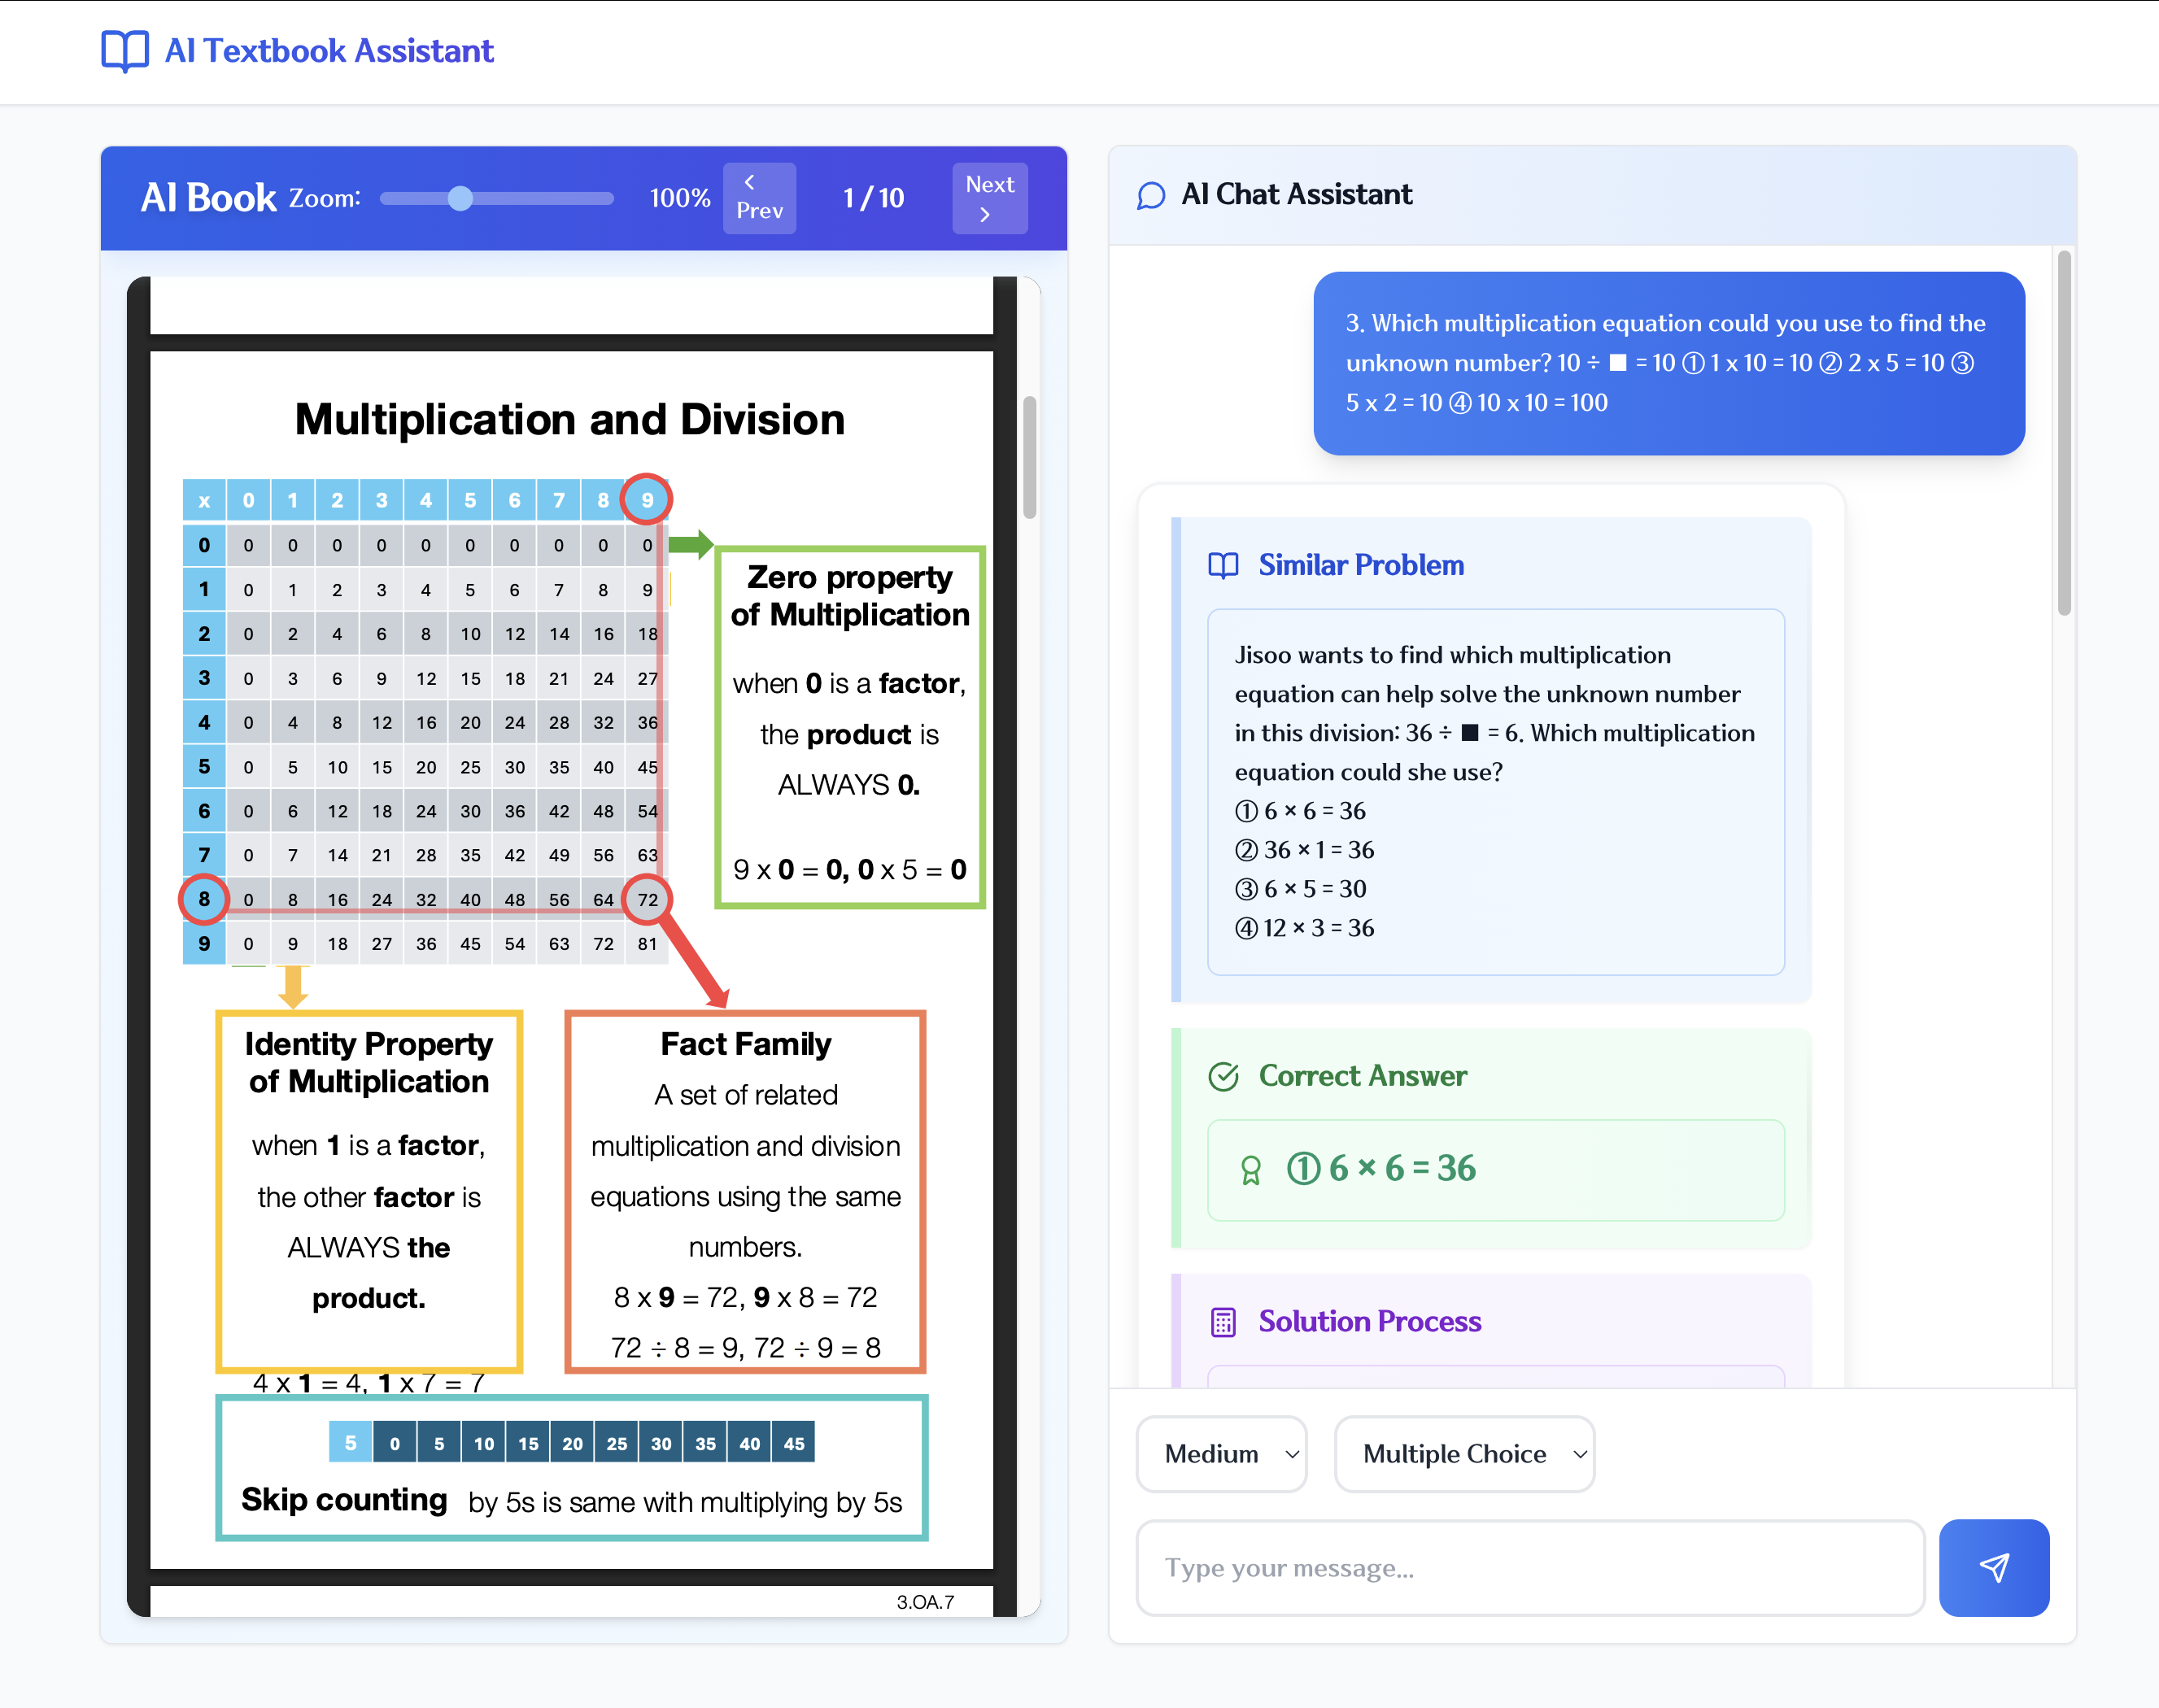 AI Textbook Assistant
AI Book Zoom: 100% Prev 1 / 10 Next
Multiplication and Division
x 0 1 2 3 4 5 6 7 8 9
0 0 0 0 0 0 0 0 0 0 0
1 0 1 2 3 4 5 6 7 8 9
2 0 2 4 6 8 10 12 14 16 18
3 0 3 6 9 12 15 18 21 24 27
4 0 4 8 12 16 20 24 28 32 36
5 0 5 10 15 20 25 30 35 40 45
6 0 6 12 18 24 30 36 42 48 54
7 0 7 14 21 28 35 42 49 56 63
8 0 8 16 24 32 40 48 56 64 72
9 0 9 18 27 36 45 54 63 72 81
Zero property
of Multiplication
when 0 is a factor,
the product is
ALWAYS 0.
9 x 0 = 0, 0 x 5 = 0
Identity Property
of Multiplication
when 1 is a factor,
the other factor is
ALWAYS the
product.
4 x 1 = 4, 1 x 7 = 7
Fact Family
A set of related
multiplication and division
equations using the same
numbers.
8 x 9 = 72, 9 x 8 = 72
72 ÷ 8 = 9, 72 ÷ 9 = 8
5 0 5 10 15 20 25 30 35 40 45
Skip counting by 5s is same with multiplying by 5s
3.OA.7
AI Chat Assistant
3. Which multiplication equation could you use to find the
unknown number? 10 ÷ ■ = 10 ① 1 x 10 = 10 ② 2 x 5 = 10 ③
5 x 2 = 10 ④ 10 x 10 = 100
Similar Problem
Jisoo wants to find which multiplication
equation can help solve the unknown number
in this division: 36 ÷ ■ = 6. Which multiplication
equation could she use?
① 6 × 6 = 36
② 36 × 1 = 36
③ 6 × 5 = 30
④ 12 × 3 = 36
Correct Answer
① 6 × 6 = 36
Solution Process
Medium
Multiple Choice
Type your message...